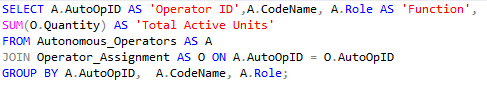 SELECT A.AutoOpID AS 'Operator ID',A.CodeName, A.Role AS 'Function',
SUM(O.Quantity) AS 'Total Active Units'
FROM Autonomous_Operators AS A
JOIN Operator_Assignment AS O ON A.AutoOpID = O.AutoOpID
GROUP BY A.AutoOpID,  A.CodeName, A.Role;